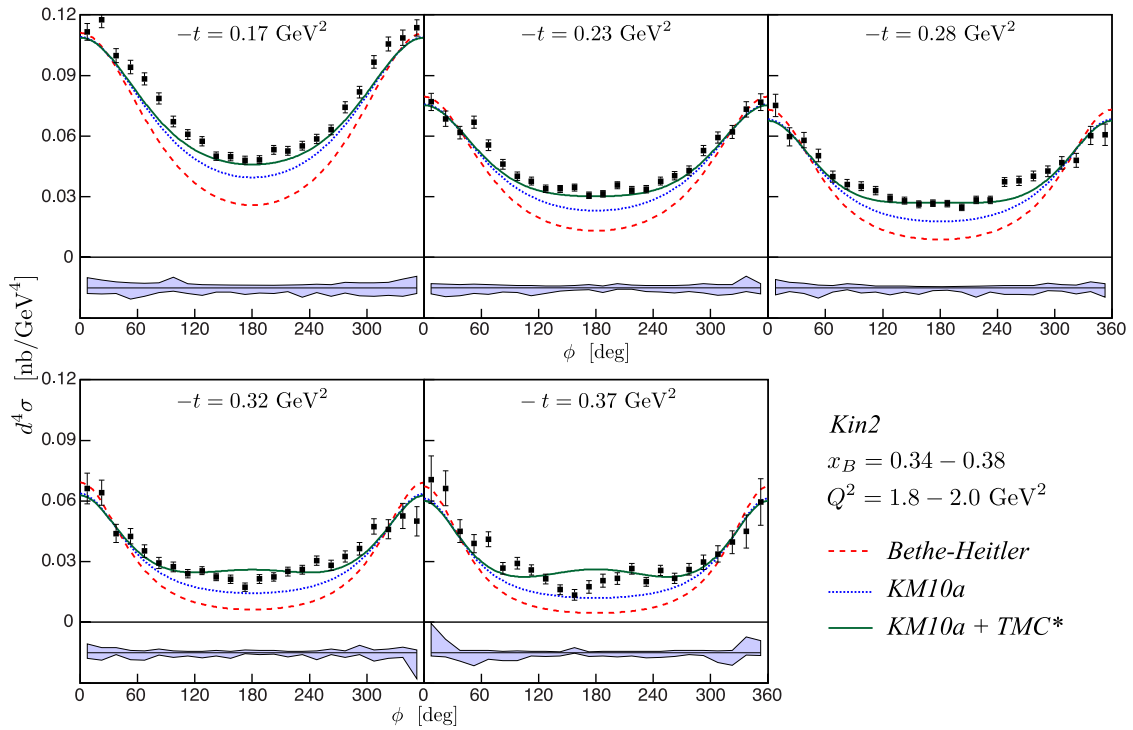 −t = 0.17 GeV²
−t = 0.23 GeV²
−t = 0.28 GeV²
0.12
0.09
0.06
0.03
0
0 60 120 180 240 300 0 60 120 180 240 300 0 60 120 180 240 300 360
ϕ [deg]
d⁴σ [nb/GeV⁴]
−t = 0.32 GeV²
− t = 0.37 GeV²
0.12
0.09
0.06
0.03
0
0 60 120 180 240 300 0 60 120 180 240 300 360
ϕ [deg]
Kin2
x_B = 0.34 − 0.38
Q² = 1.8 − 2.0 GeV²
Bethe-Heitler
KM10a
KM10a + TMC*